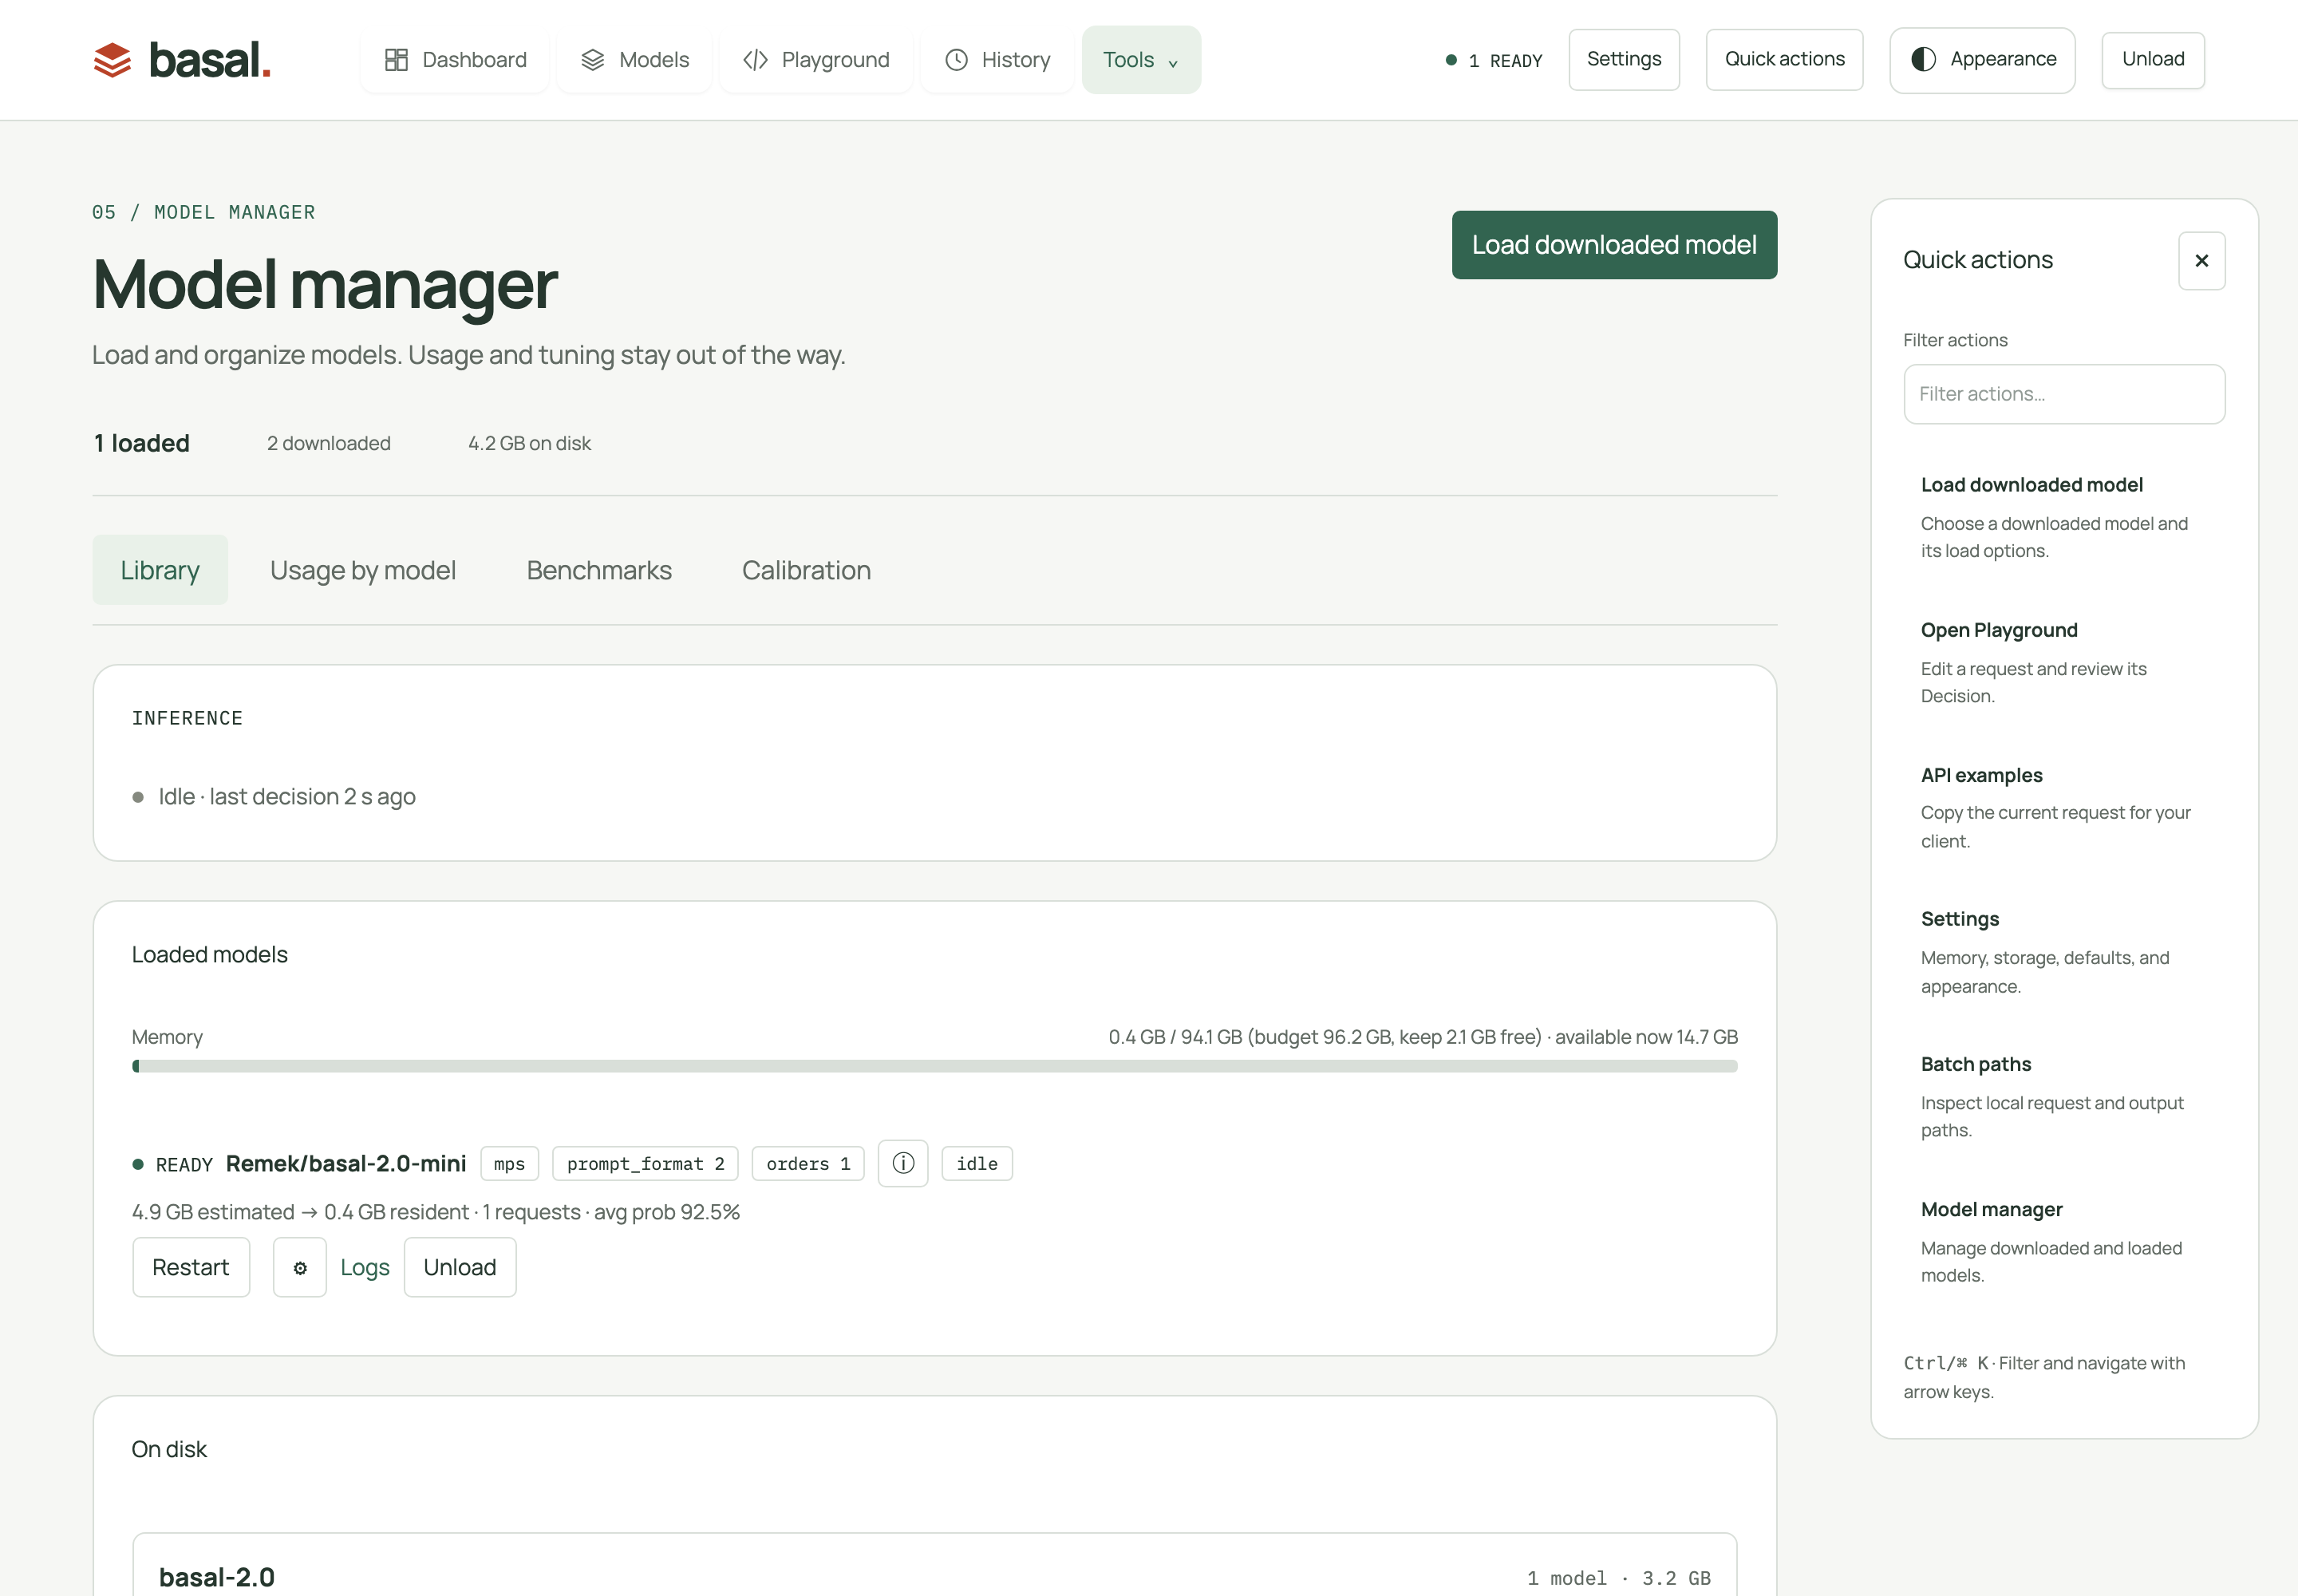 basal.
Dashboard
Models
Playground
History
Tools
1 READY
Settings
Quick actions
Appearance
Unload
05 / MODEL MANAGER
Model manager
Load and organize models. Usage and tuning stay out of the way.
Load downloaded model
1 loaded
2 downloaded
4.2 GB on disk
Library
Usage by model
Benchmarks
Calibration
INFERENCE
Idle · last decision 2 s ago
Loaded models
Memory
0.4 GB / 94.1 GB (budget 96.2 GB, keep 2.1 GB free) · available now 14.7 GB
READY Remek/basal-2.0-mini mps prompt_format 2 orders 1 ⓘ idle
4.9 GB estimated → 0.4 GB resident · 1 requests · avg prob 92.5%
Restart ⚙ Logs Unload
On disk
basal-2.0
1 model · 3.2 GB
Quick actions
×
Filter actions
Filter actions…
Load downloaded model
Choose a downloaded model and
its load options.
Open Playground
Edit a request and review its
Decision.
API examples
Copy the current request for your
client.
Settings
Memory, storage, defaults, and
appearance.
Batch paths
Inspect local request and output
paths.
Model manager
Manage downloaded and loaded
models.
Ctrl/⌘ K · Filter and navigate with
arrow keys.